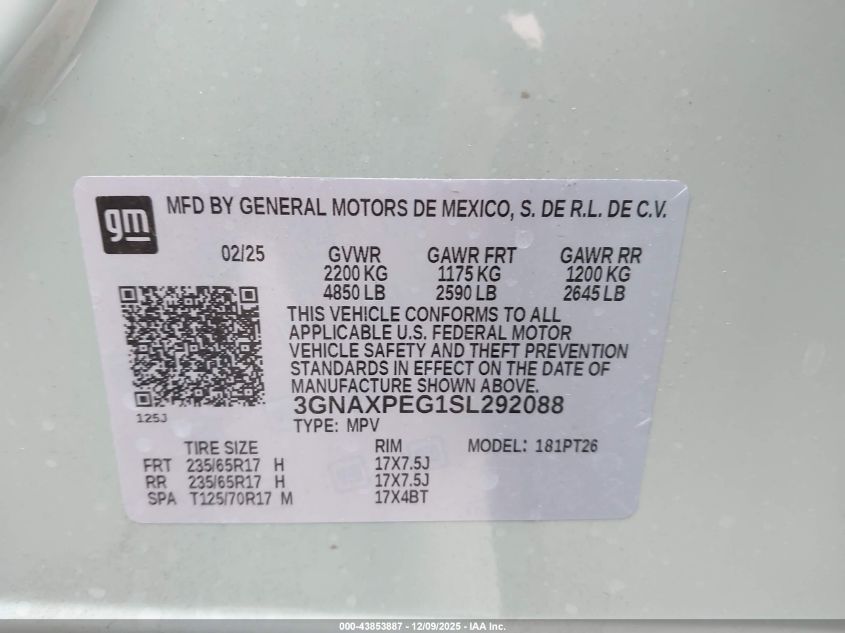 gm
MFD BY GENERAL MOTORS DE MEXICO, S. DE R.L. DE C.V.
02/25 GVWR GAWR FRT GAWR RR
2200 KG 1175 KG 1200 KG
4850 LB 2590 LB 2645 LB
THIS VEHICLE CONFORMS TO ALL
APPLICABLE U.S. FEDERAL MOTOR
VEHICLE SAFETY AND THEFT PREVENTION
STANDARDS IN EFFECT ON THE DATE OF
MANUFACTURE SHOWN ABOVE.
125J
3GNAXPEG1SL292088
TYPE: MPV
TIRE SIZE RIM MODEL: 181PT26
FRT 235/65R17 H 17X7.5J
RR 235/65R17 H 17X7.5J
SPA T125/70R17 M 17X4BT
000-43853887 - 12/09/2025 - IAA Inc.